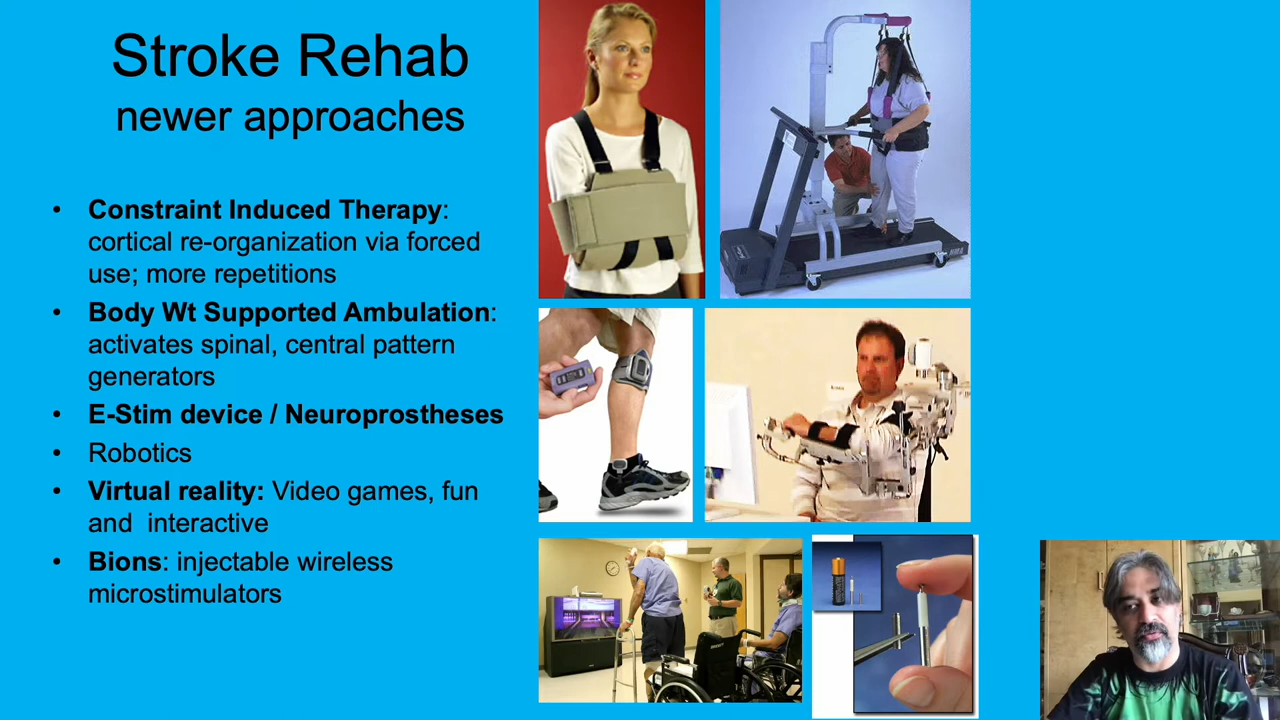 Stroke Rehab
newer approaches
• Constraint Induced Therapy:
cortical re-organization via forced
use; more repetitions
• Body Wt Supported Ambulation:
activates spinal, central pattern
generators
• E-Stim device / Neuroprostheses
• Robotics
• Virtual reality: Video games, fun
and interactive
• Bions: injectable wireless
microstimulators